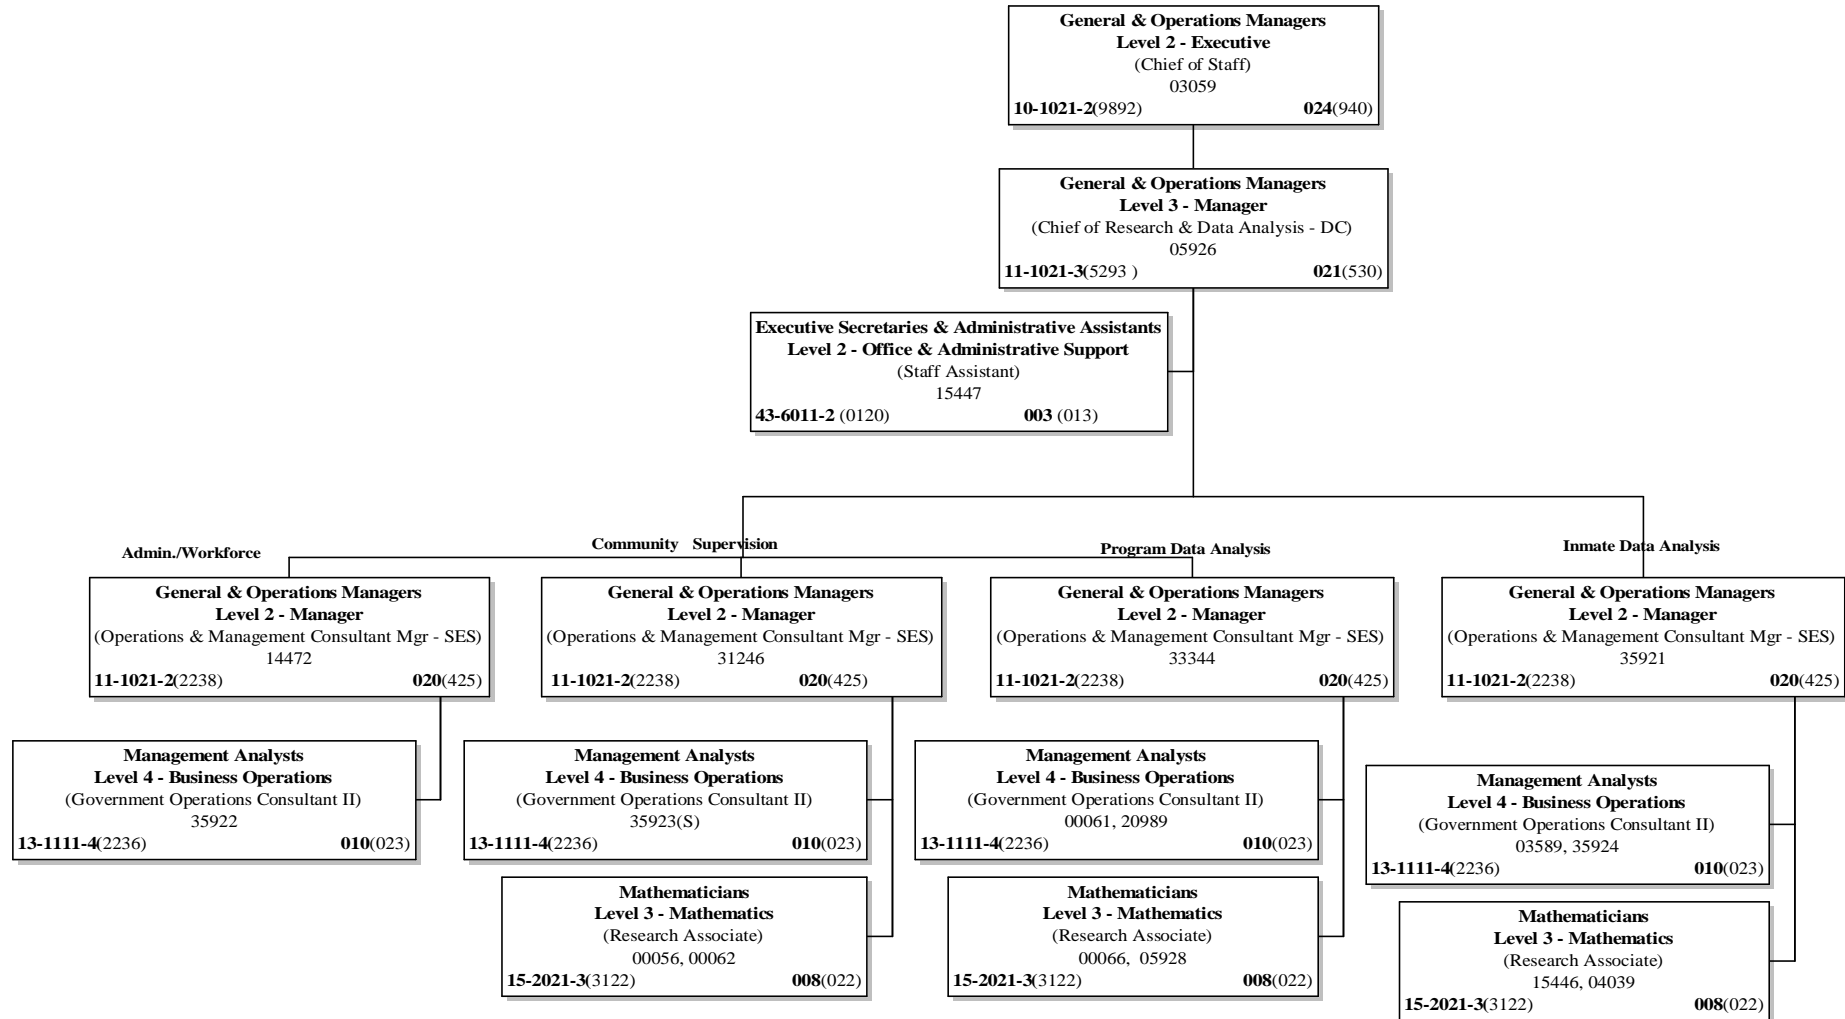 General & Operations Managers
Level 2 - Executive
(Chief of Staff)
03059
10-1021-2(9892) 024(940)
General & Operations Managers
Level 3 - Manager
(Chief of Research & Data Analysis - DC)
05926
11-1021-3(5293 ) 021(530)
Executive Secretaries & Administrative Assistants
Level 2 - Office & Administrative Support
(Staff Assistant)
15447
43-6011-2 (0120) 003 (013)
Admin./Workforce
General & Operations Managers
Level 2 - Manager
(Operations & Management Consultant Mgr - SES)
14472
11-1021-2(2238) 020(425)
Management Analysts
Level 4 - Business Operations
(Government Operations Consultant II)
35922
13-1111-4(2236) 010(023)
Community Supervision
General & Operations Managers
Level 2 - Manager
(Operations & Management Consultant Mgr - SES)
31246
11-1021-2(2238) 020(425)
Management Analysts
Level 4 - Business Operations
(Government Operations Consultant II)
35923(S)
13-1111-4(2236) 010(023)
Mathematicians
Level 3 - Mathematics
(Research Associate)
00056, 00062
15-2021-3(3122) 008(022)
Program Data Analysis
General & Operations Managers
Level 2 - Manager
(Operations & Management Consultant Mgr - SES)
33344
11-1021-2(2238) 020(425)
Management Analysts
Level 4 - Business Operations
(Government Operations Consultant II)
00061, 20989
13-1111-4(2236) 010(023)
Mathematicians
Level 3 - Mathematics
(Research Associate)
00066, 05928
15-2021-3(3122) 008(022)
Inmate Data Analysis
General & Operations Managers
Level 2 - Manager
(Operations & Management Consultant Mgr - SES)
35921
11-1021-2(2238) 020(425)
Management Analysts
Level 4 - Business Operations
(Government Operations Consultant II)
03589, 35924
13-1111-4(2236) 010(023)
Mathematicians
Level 3 - Mathematics
(Research Associate)
15446, 04039
15-2021-3(3122) 008(022)